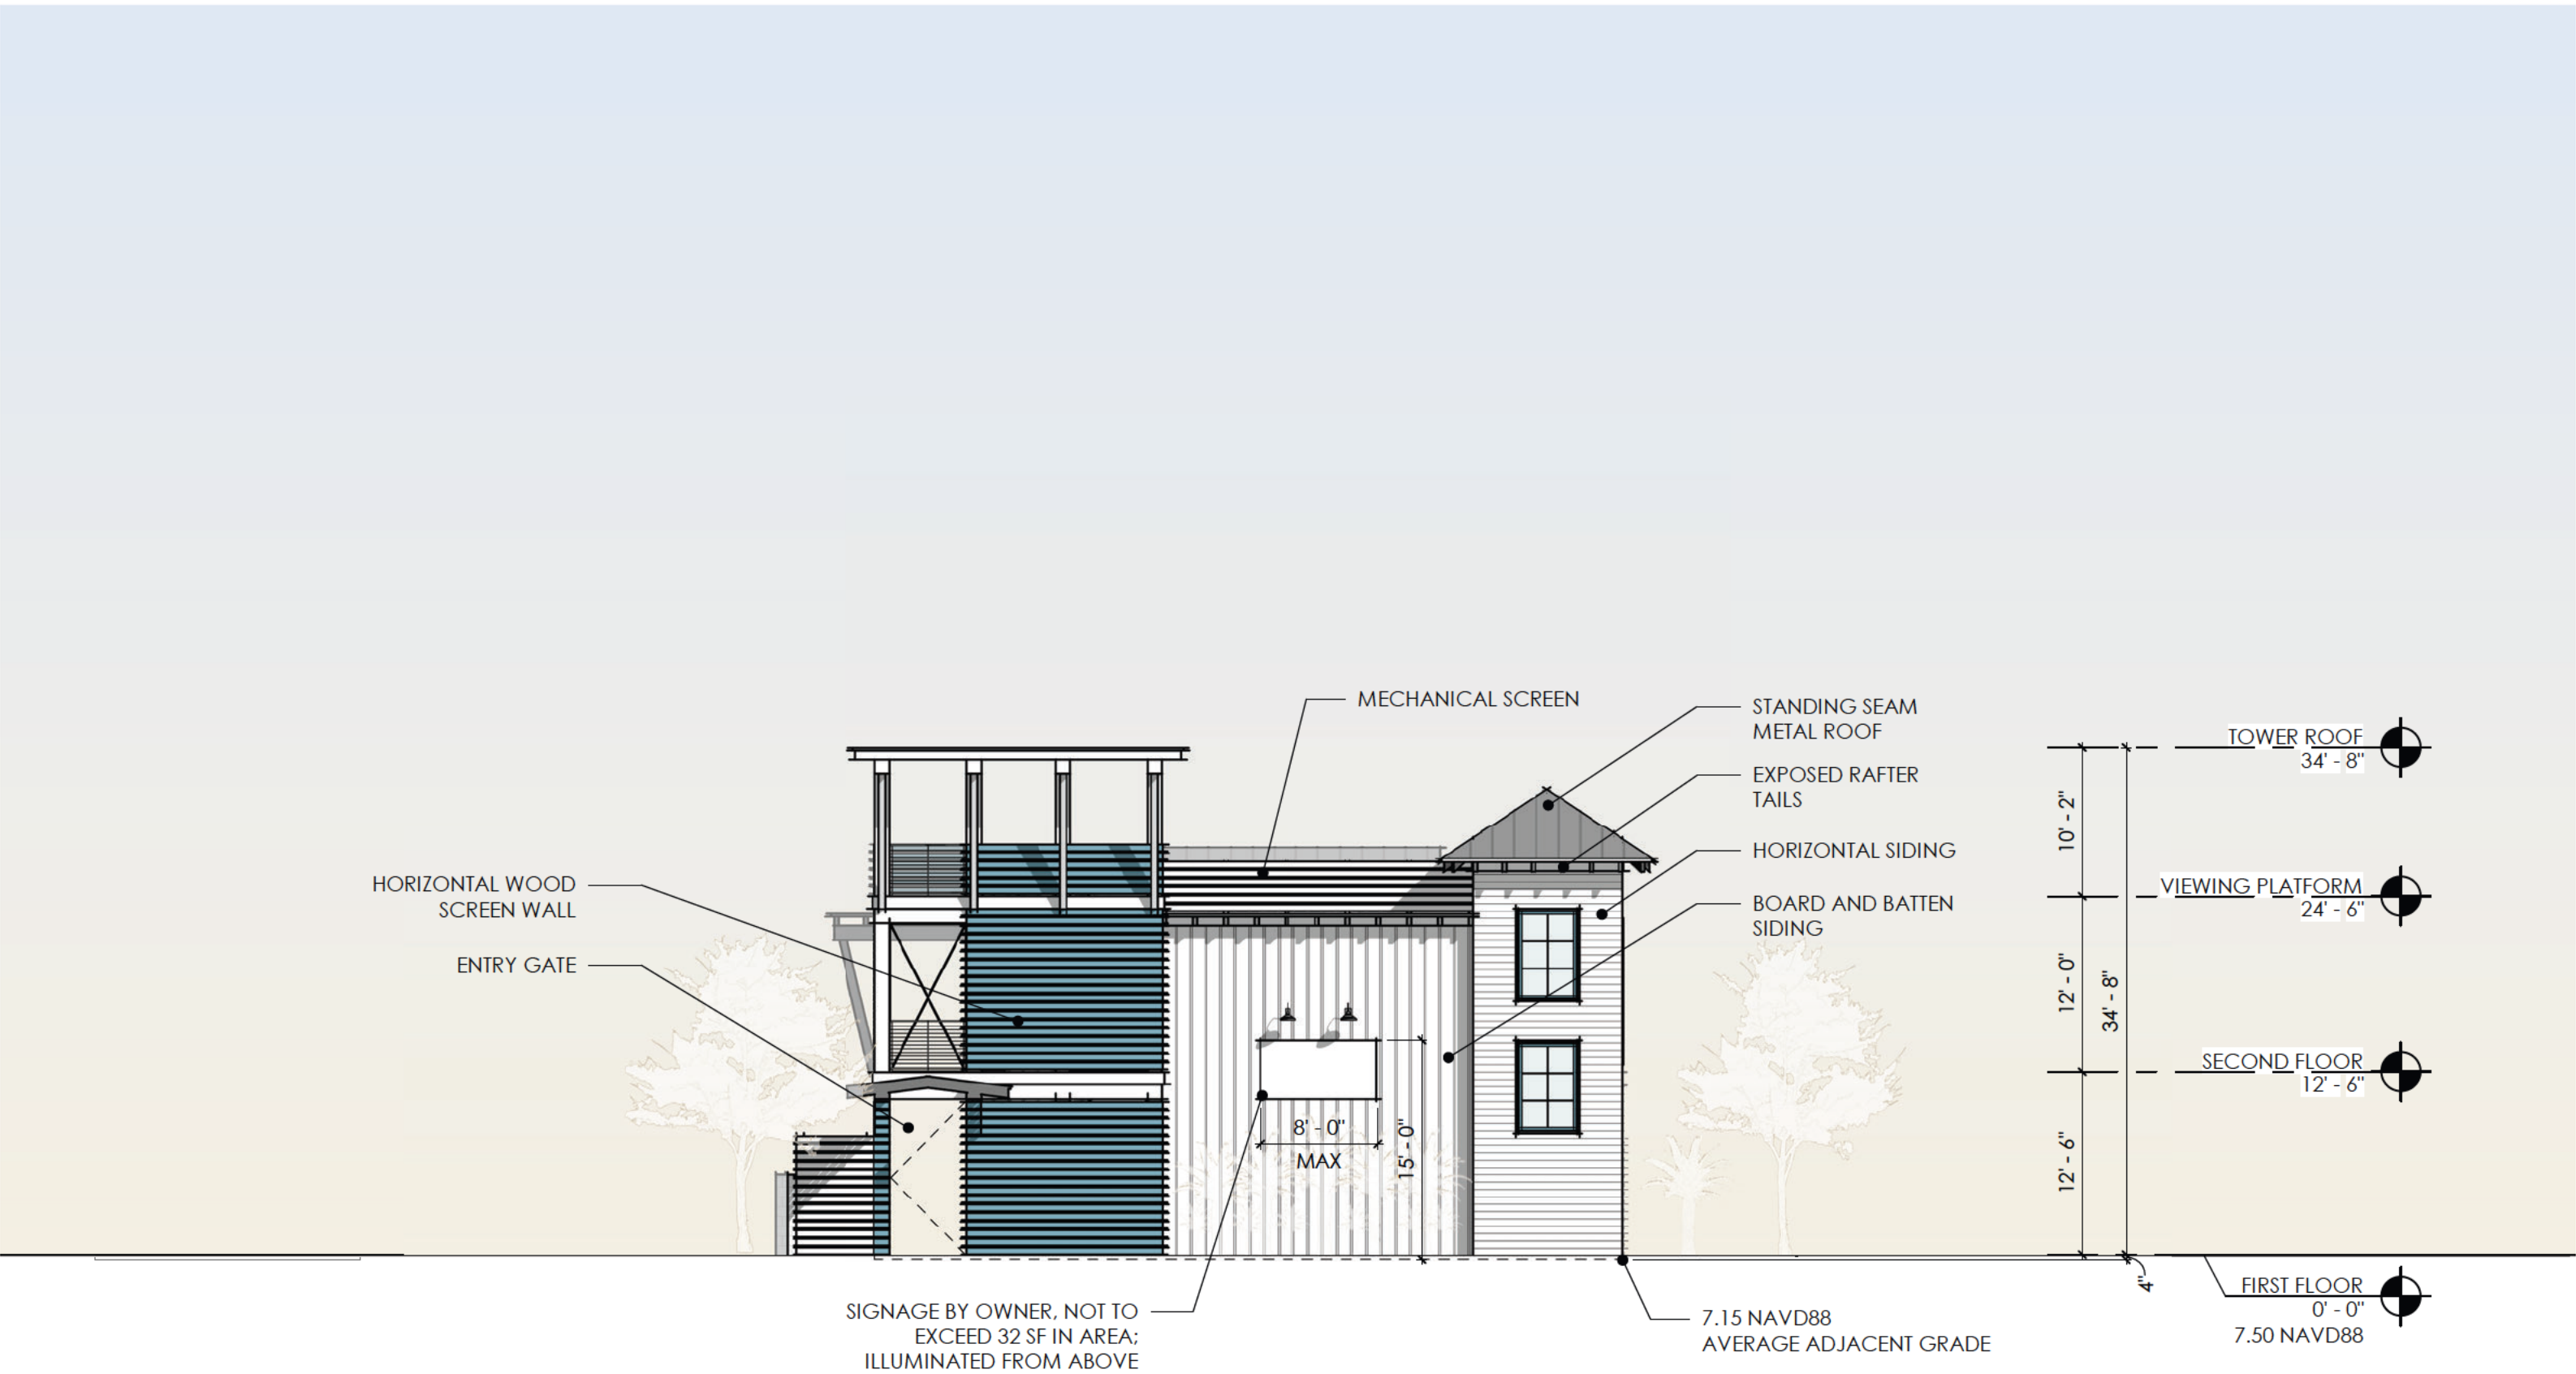 MECHANICAL SCREEN
STANDING SEAM
METAL ROOF
EXPOSED RAFTER
TAILS
HORIZONTAL SIDING
BOARD AND BATTEN
SIDING
HORIZONTAL WOOD
SCREEN WALL
ENTRY GATE
8' - 0"
MAX
15' - 0"
SIGNAGE BY OWNER, NOT TO
EXCEED 32 SF IN AREA;
ILLUMINATED FROM ABOVE
7.15 NAVD88
AVERAGE ADJACENT GRADE
10' - 2"
12' - 0"
12' - 6"
34' - 8"
4"
TOWER ROOF
34' - 8"
VIEWING PLATFORM
24' - 6"
SECOND FLOOR
12' - 6"
FIRST FLOOR
0' - 0"
7.50 NAVD88